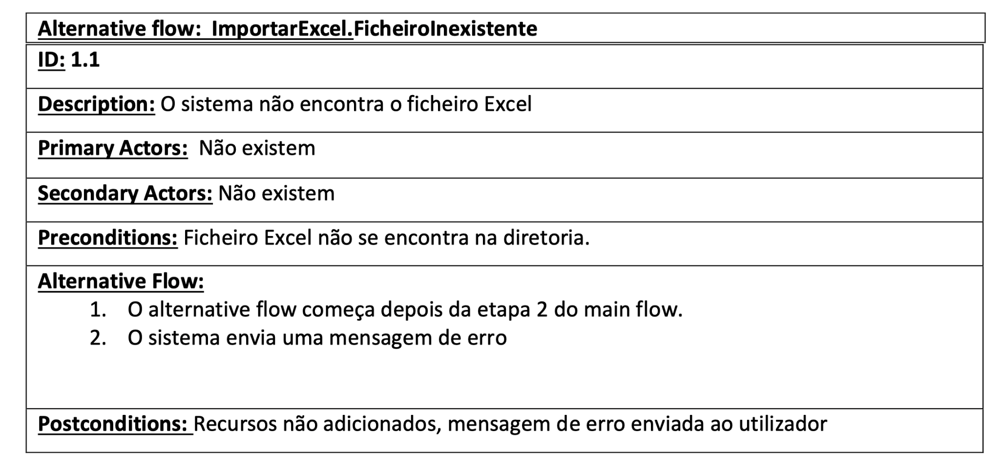 Alternative flow: ImportarExcel.FicheiroInexistente
ID: 1.1
Description: O sistema não encontra o ficheiro Excel
Primary Actors: Não existem
Secondary Actors: Não existem
Preconditions: Ficheiro Excel não se encontra na diretoria.
Alternative Flow:
1. O alternative flow começa depois da etapa 2 do main flow.
2. O sistema envia uma mensagem de erro
Postconditions: Recursos não adicionados, mensagem de erro enviada ao utilizador